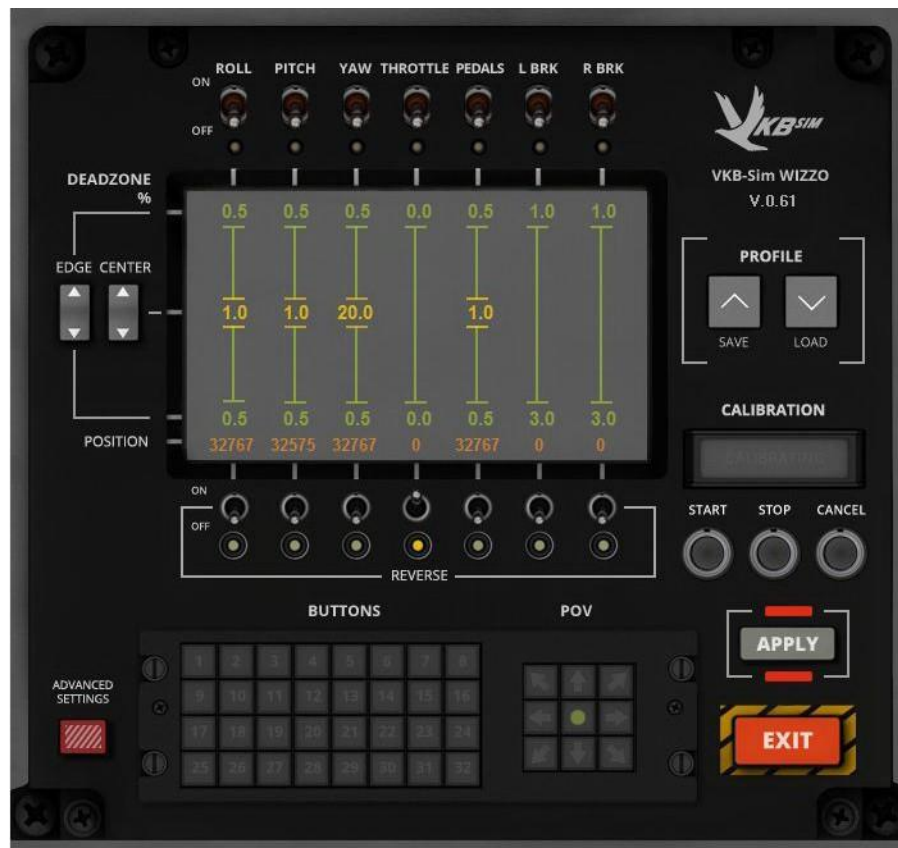 ROLL PITCH YAW THROTTLE PEDALS L BRK R BRK
ON
OFF
VKBSIM
VKB-Sim WIZZO
V.0.61
DEADZONE
%
0.5 0.5 0.5 0.0 0.5 1.0 1.0
EDGE CENTER
1.0 1.0 20.0 1.0
0.5 0.5 0.5 0.0 0.5 3.0 3.0
POSITION
32767 32575 32767 0 32767 0 0
PROFILE
SAVE LOAD
CALIBRATION
CALIBRATING
START STOP CANCEL
ON
OFF
REVERSE
BUTTONS
POV
1 2 3 4 5 6 7 8
9 10 11 12 13 14 15 16
17 18 19 20 21 22 23 24
25 26 27 28 29 30 31 32
ADVANCED
SETTINGS
APPLY
EXIT